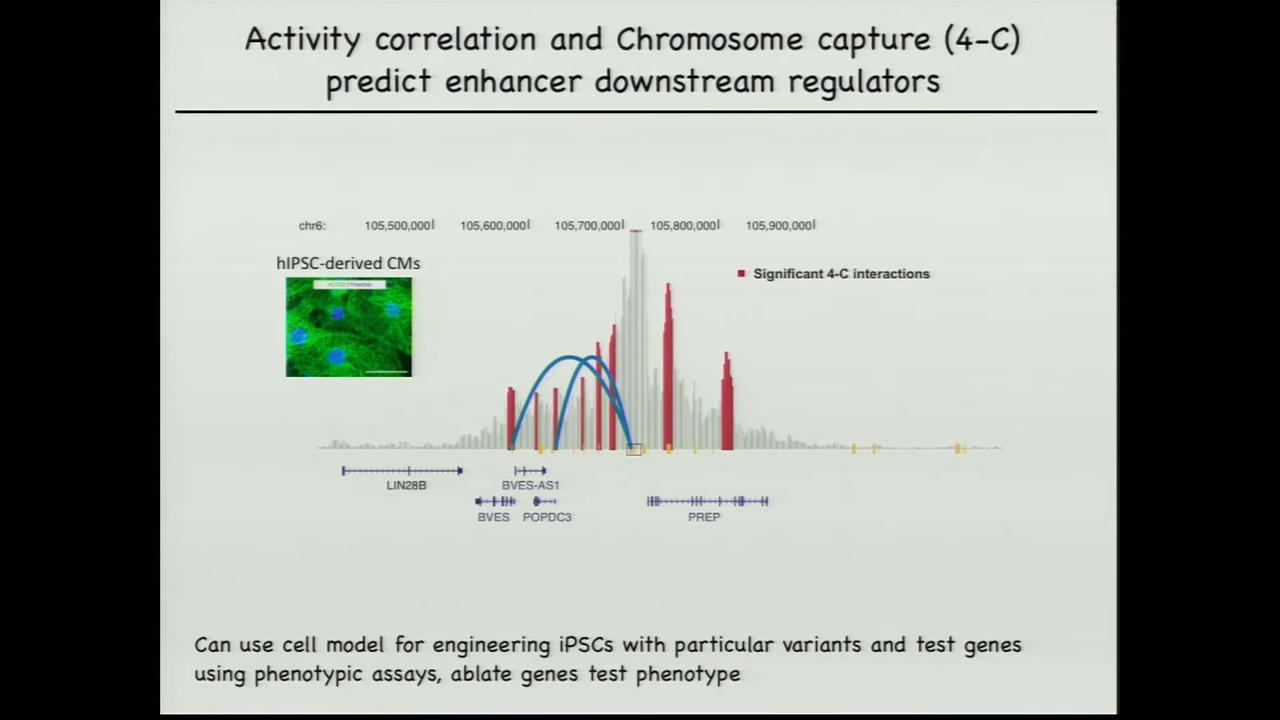 Activity correlation and Chromosome capture (4-C)
predict enhancer downstream regulators
chr6: 105,500,000 105,600,000 105,700,000 105,800,000 105,900,000
hIPSC-derived CMs
Significant 4-C interactions
LIN28B
BVES-AS1
BVES
POPDC3
PREP
Can use cell model for engineering iPSCs with particular variants and test genes
using phenotypic assays, ablate genes test phenotype